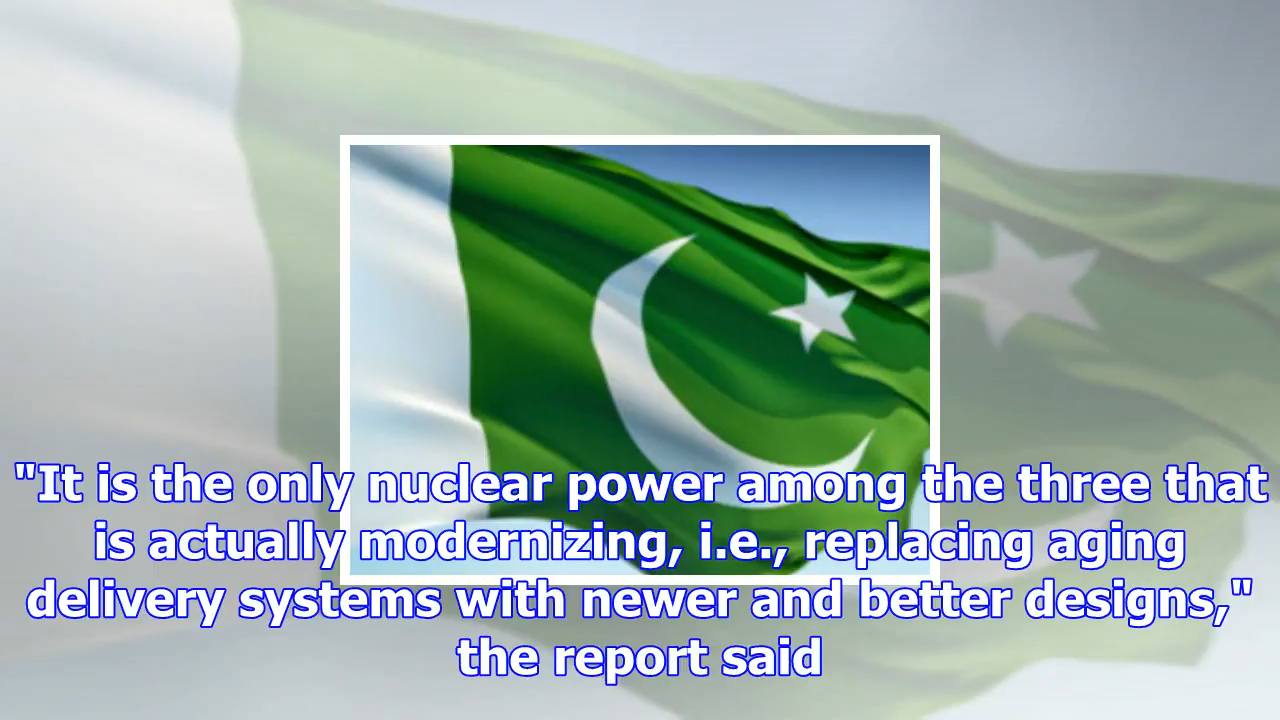 "It is the only nuclear power among the three that
is actually modernizing, i.e., replacing aging
delivery systems with newer and better designs,"
the report said